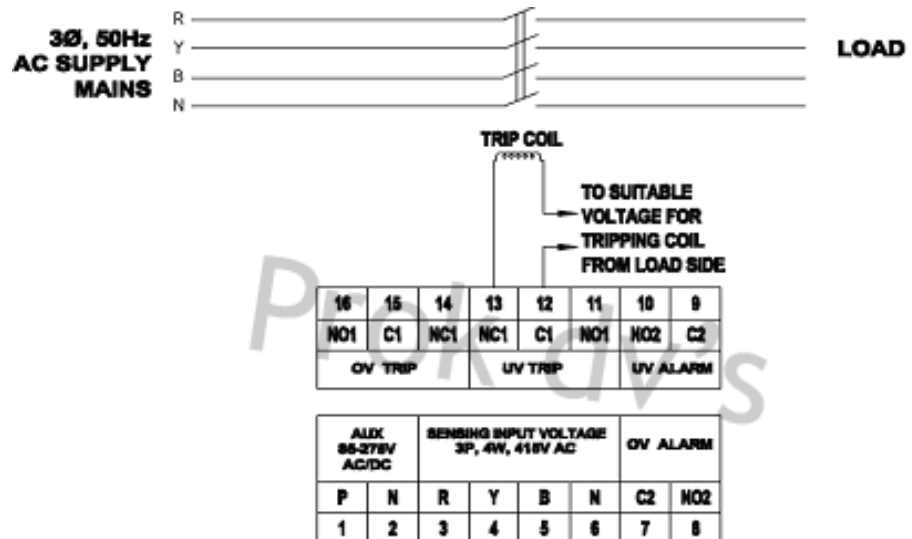 R
3Ø, 50Hz
Y
AC SUPPLY
LOAD
B
MAINS
N
TRIP COIL
TO SUITABLE
VOLTAGE FOR
TRIPPING COIL
FROM LOAD SIDE
Prok dv's
16 15 14 13 12 11 10 9
NO1 C1 NC1 NC1 C1 NO1 NO2 C2
OV TRIP UV TRIP UV ALARM
AUX SENSING INPUT VOLTAGE
85-275V 3P, 4W, 415V AC OV ALARM
AC/DC
P N R Y B N C2 NO2
1 2 3 4 5 6 7 8